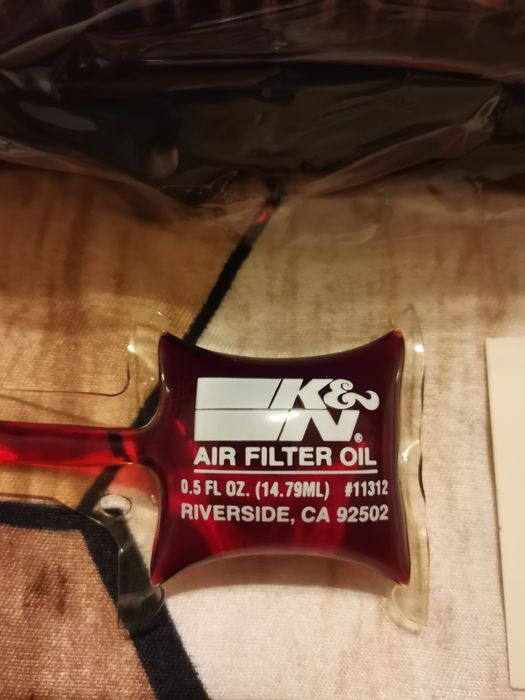 K&N®
AIR FILTER OIL
0.5 FL OZ. (14.79ML) #11312
RIVERSIDE, CA 92502